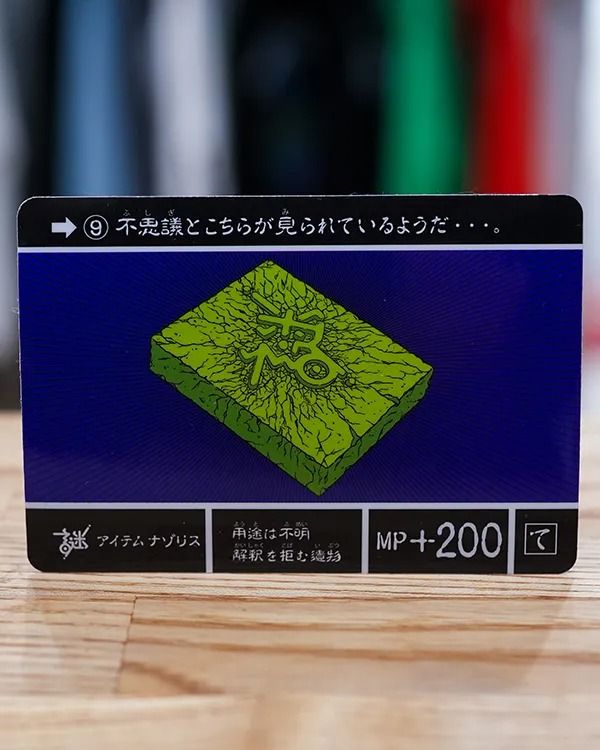 ➡⑨不思議とこちらが見られているようだ・・・。
謎 アイテム ナゾリス
用途は不明
解釈を拒む遺物
MP+200
て